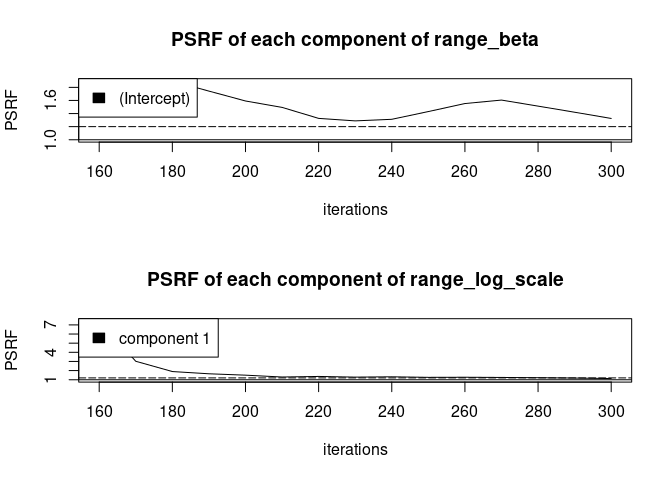 PSRF of each component of range_beta
PSRF
1.0 1.6
(Intercept)
160 180 200 220 240 260 280 300
iterations
PSRF of each component of range_log_scale
PSRF
1 4 7
component 1
160 180 200 220 240 260 280 300
iterations